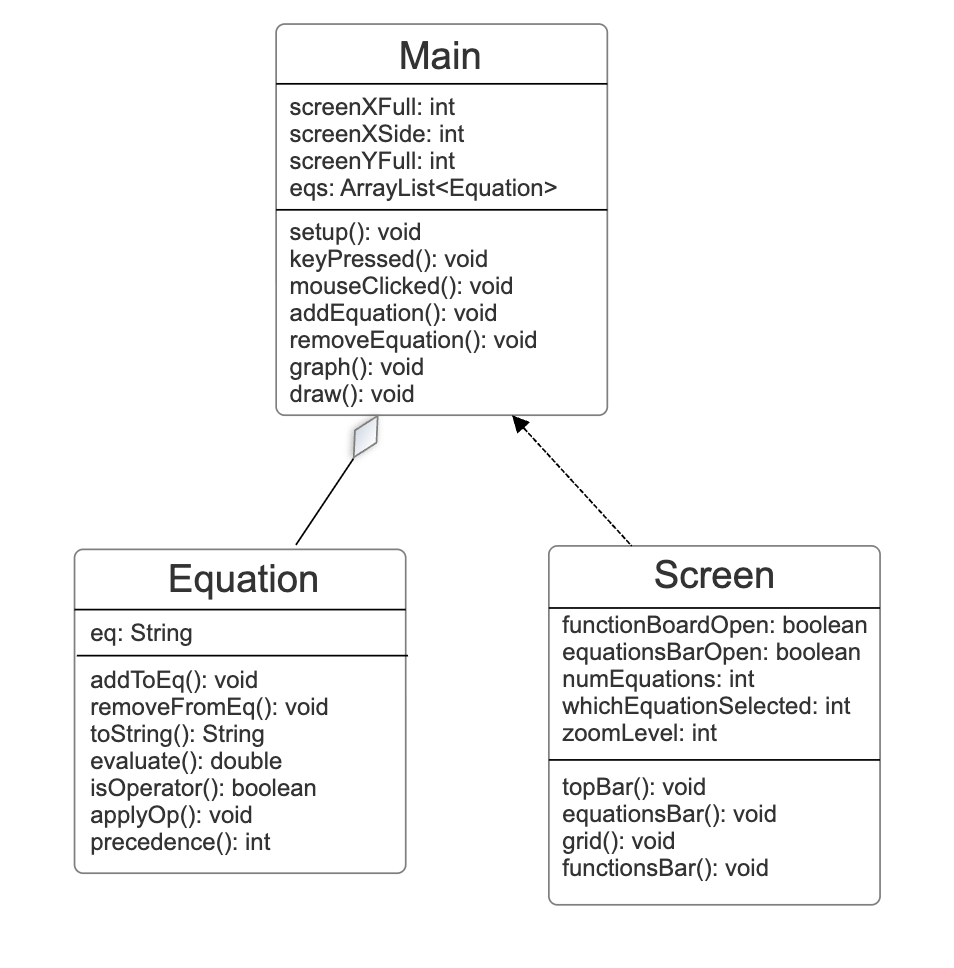 Main
screenXFull: int
screenXSide: int
screenYFull: int
eqs: ArrayList<Equation>
setup(): void
keyPressed(): void
mouseClicked(): void
addEquation(): void
removeEquation(): void
graph(): void
draw(): void
Equation
eq: String
addToEq(): void
removeFromEq(): void
toString(): String
evaluate(): double
isOperator(): boolean
applyOp(): void
precedence(): int
Screen
functionBoardOpen: boolean
equationsBarOpen: boolean
numEquations: int
whichEquationSelected: int
zoomLevel: int
topBar(): void
equationsBar(): void
grid(): void
functionsBar(): void